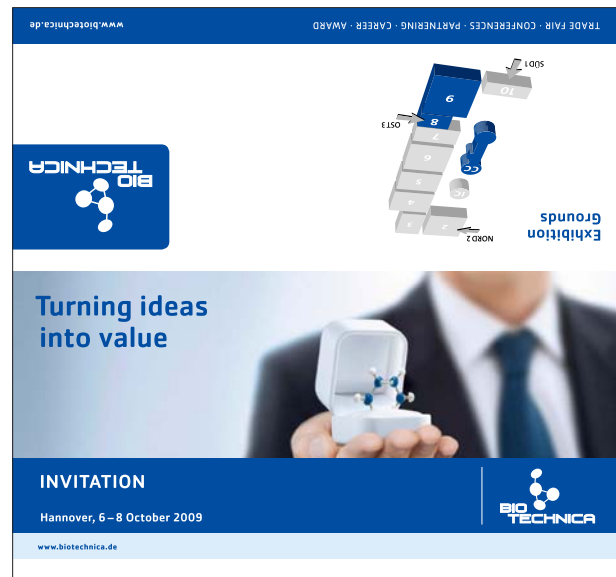 www.biotechnica.de
TRADE FAIR · CONFERENCES · PARTNERING · CAREER · AWARD
SÜD 1
10
9
OST 3
8
7
6
CC
5
IC
4
3
2
NORD 2
BIO
TECHNICA
Exhibition
Grounds
Turning ideas
into value
INVITATION
Hannover, 6 – 8 October 2009
BIO
TECHNICA
www.biotechnica.de